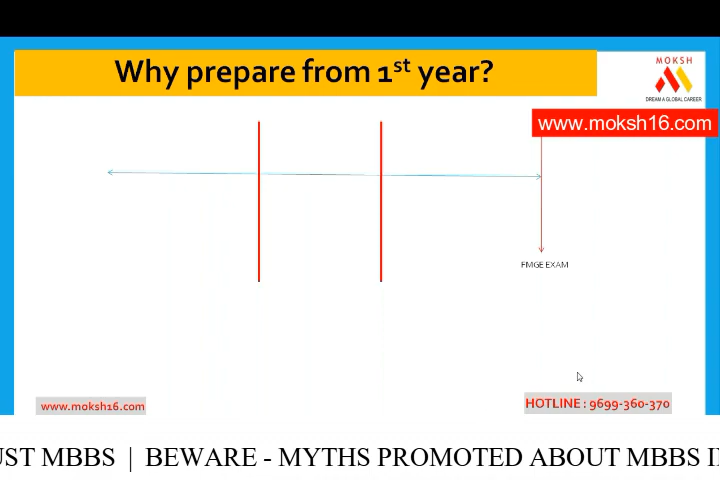 Why prepare from 1st year?
MOKSH
DREAM A GLOBAL CAREER
www.moksh16.com
FMGE EXAM
www.moksh16.com
HOTLINE : 9699-360-370
UST MBBS | BEWARE - MYTHS PROMOTED ABOUT MBBS I